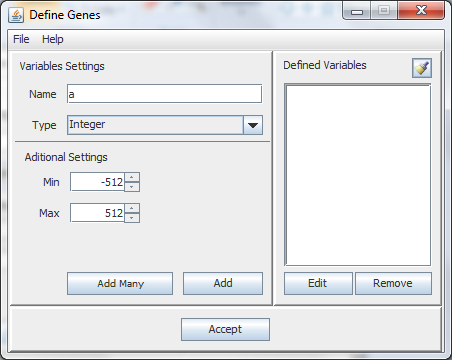 Define Genes
File Help
Variables Settings
Name a
Type Integer
Aditional Settings
Min -512
Max 512
Add Many Add
Defined Variables
Edit Remove
Accept